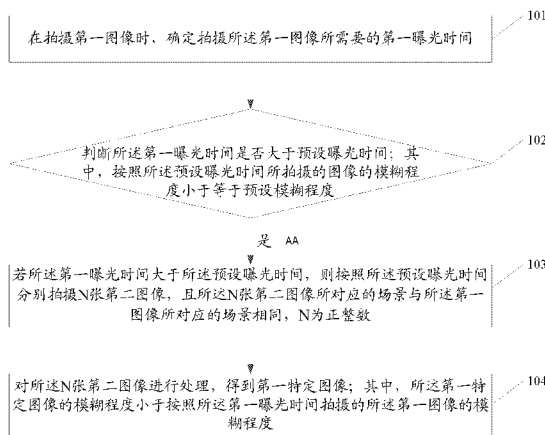 101
在拍摄第一图像时，确定拍摄所述第一图像所需要的第一曝光时间
102
判断所述第一曝光时间是否大于预设曝光时间；其
中，按照所述预设曝光时间所拍摄的图像的模糊程
度小于等于预设模糊程度
是 AA
103
若所述第一曝光时间大于所述预设曝光时间，则按照所述预设曝光时间
分别拍摄N张第二图像，且所述N张第二图像所对应的场景与所述第一
图像所对应的场景相同，N为正整数
104
对所述N张第二图像进行处理，得到第一特定图像；其中，所述第一特
定图像的模糊程度小于按照所述第一曝光时间拍摄的所述第一图像的模
糊程度